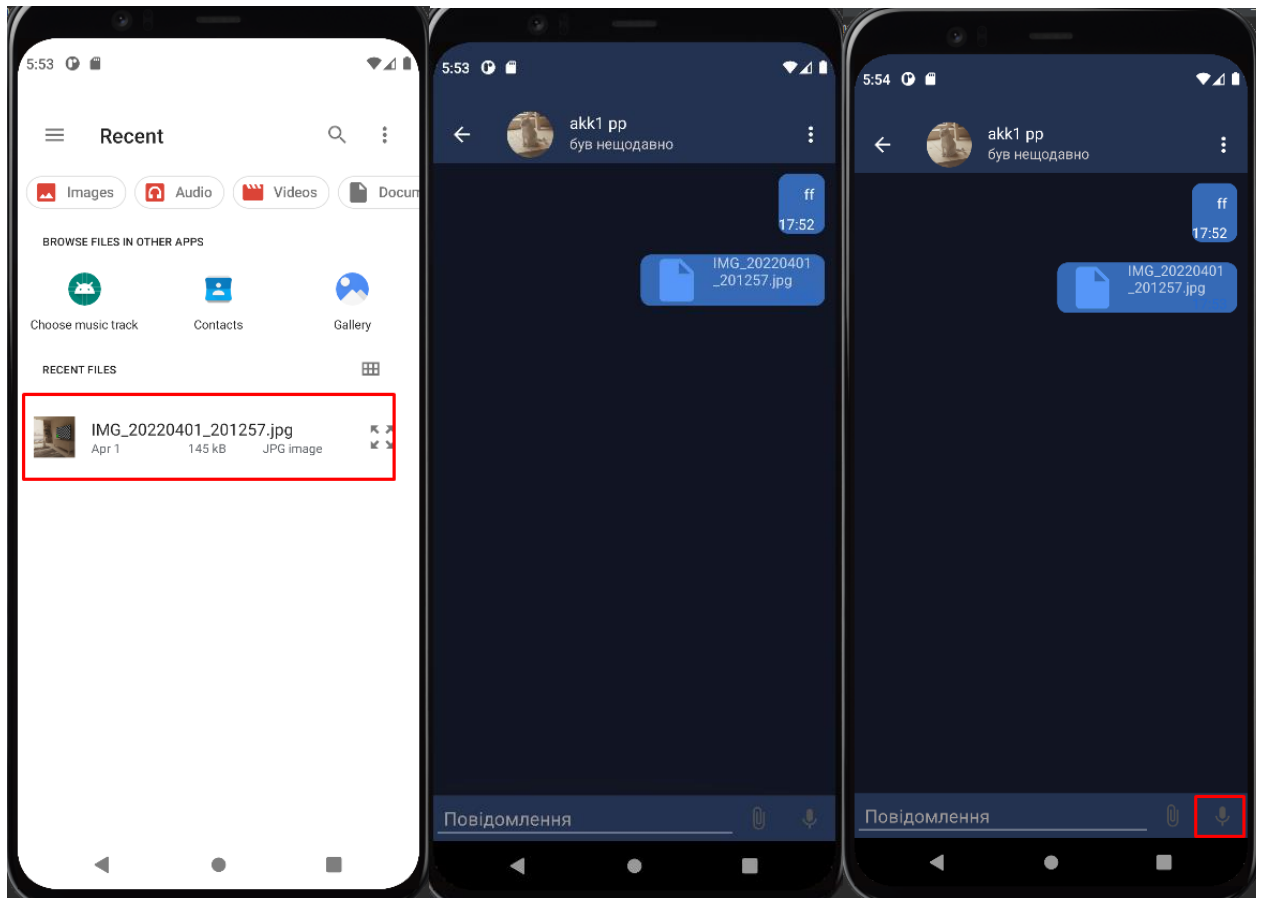 5:53
Recent
Images Audio Videos Docum
BROWSE FILES IN OTHER APPS
Choose music track Contacts Gallery
RECENT FILES
IMG_20220401_201257.jpg
Apr 1 145 kB JPG image
5:53
akk1 pp
був нещодавно
ff
17:52
IMG_20220401
_201257.jpg
Повідомлення
5:54
akk1 pp
був нещодавно
ff
17:52
IMG_20220401
_201257.jpg
Повідомлення